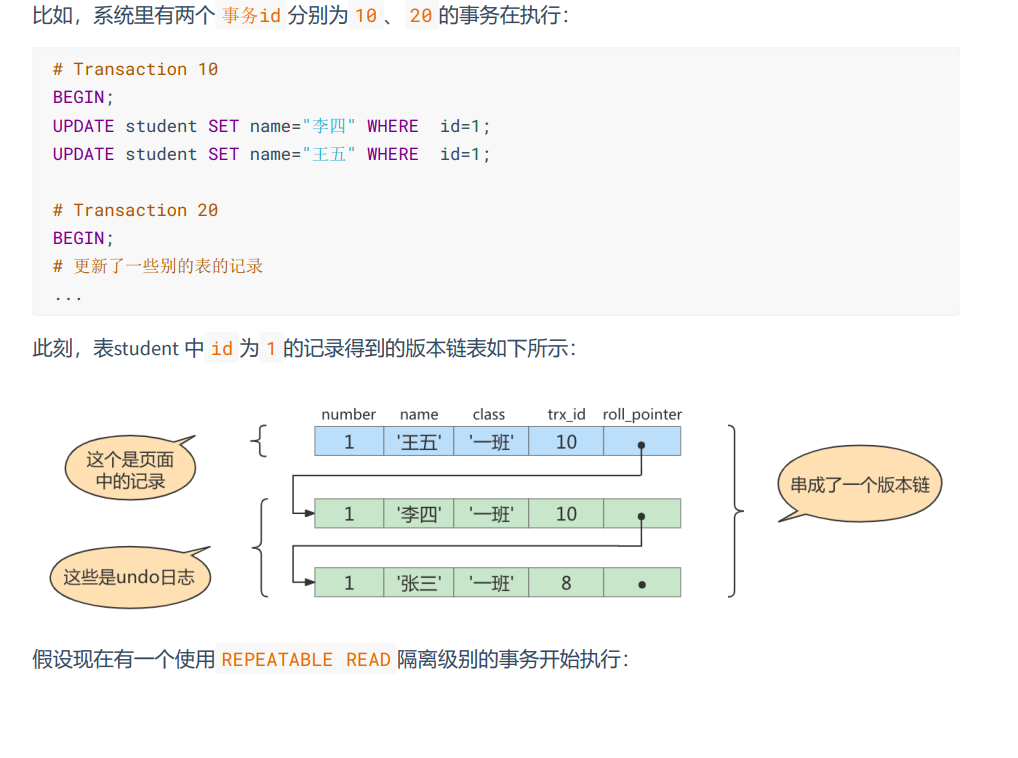 比如，系统里有两个 事务id 分别为 10 、 20 的事务在执行：
# Transaction 10
BEGIN;
UPDATE student SET name="李四" WHERE  id=1;
UPDATE student SET name="王五" WHERE  id=1;
# Transaction 20
BEGIN;
# 更新了一些别的表的记录
...
此刻，表student 中 id 为 1 的记录得到的版本链表如下所示：
number name class trx_id roll_pointer
1 '王五' '一班' 10
这个是页面
中的记录
1 '李四' '一班' 10
串成了一个版本链
这些是undo日志
1 '张三' '一班' 8
假设现在有一个使用 REPEATABLE READ 隔离级别的事务开始执行：